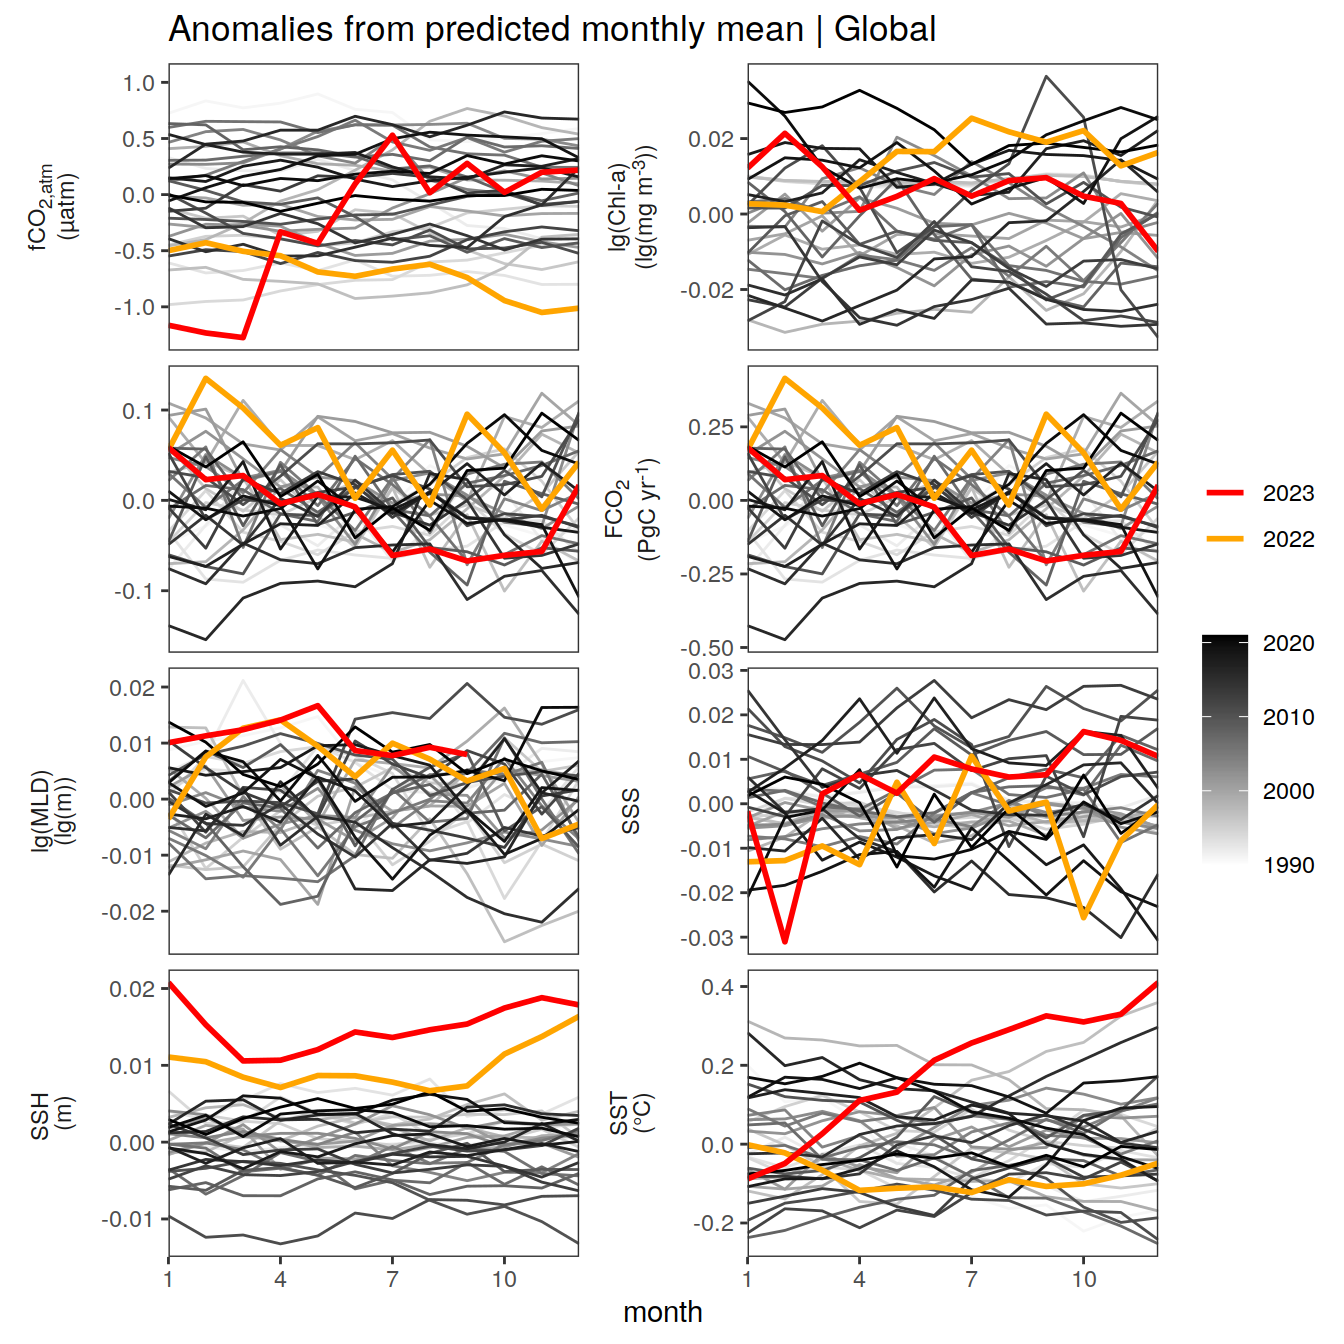 Anomalies from predicted monthly mean | Global
fCO2,atm
(µatm)
1.0
0.5
0.0
-0.5
-1.0
lg(Chl-a)
(lg(mg m-3))
0.02
0.00
-0.02
0.1
0.0
-0.1
FCO2
(PgC yr-1)
0.25
0.00
-0.25
-0.50
lg(MLD)
(lg(m))
0.02
0.01
0.00
-0.01
-0.02
SSS
0.03
0.02
0.01
0.00
-0.01
-0.02
-0.03
SSH
(m)
0.02
0.01
0.00
-0.01
SST
(°C)
0.4
0.2
0.0
-0.2
1 4 7 10
1 4 7 10
month
2023
2022
2020
2010
2000
1990